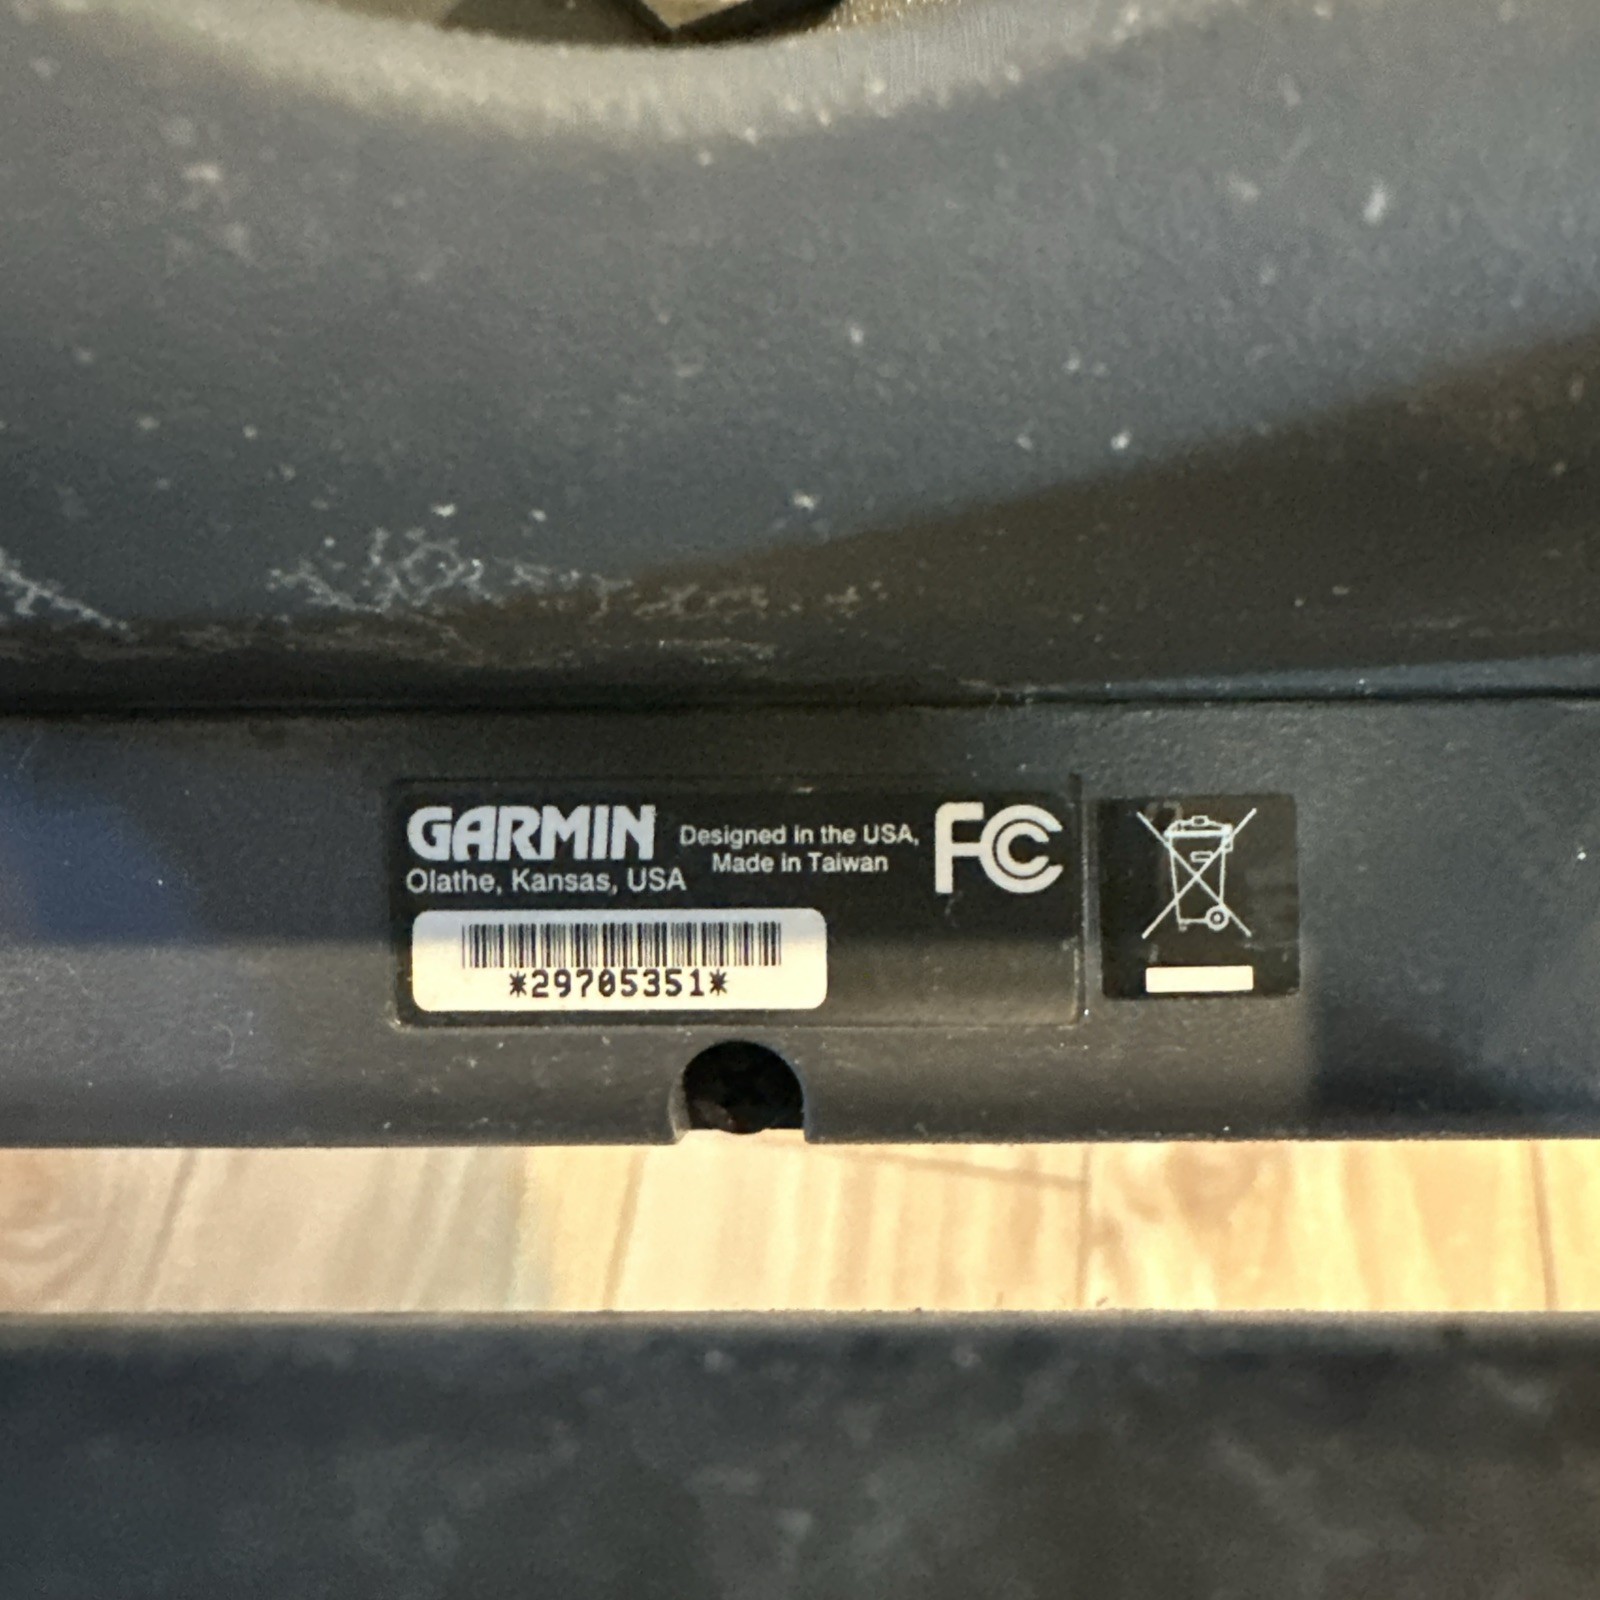 GARMIN
Olathe, Kansas, USA
Designed in the USA,
Made in Taiwan
FC
*29705351*